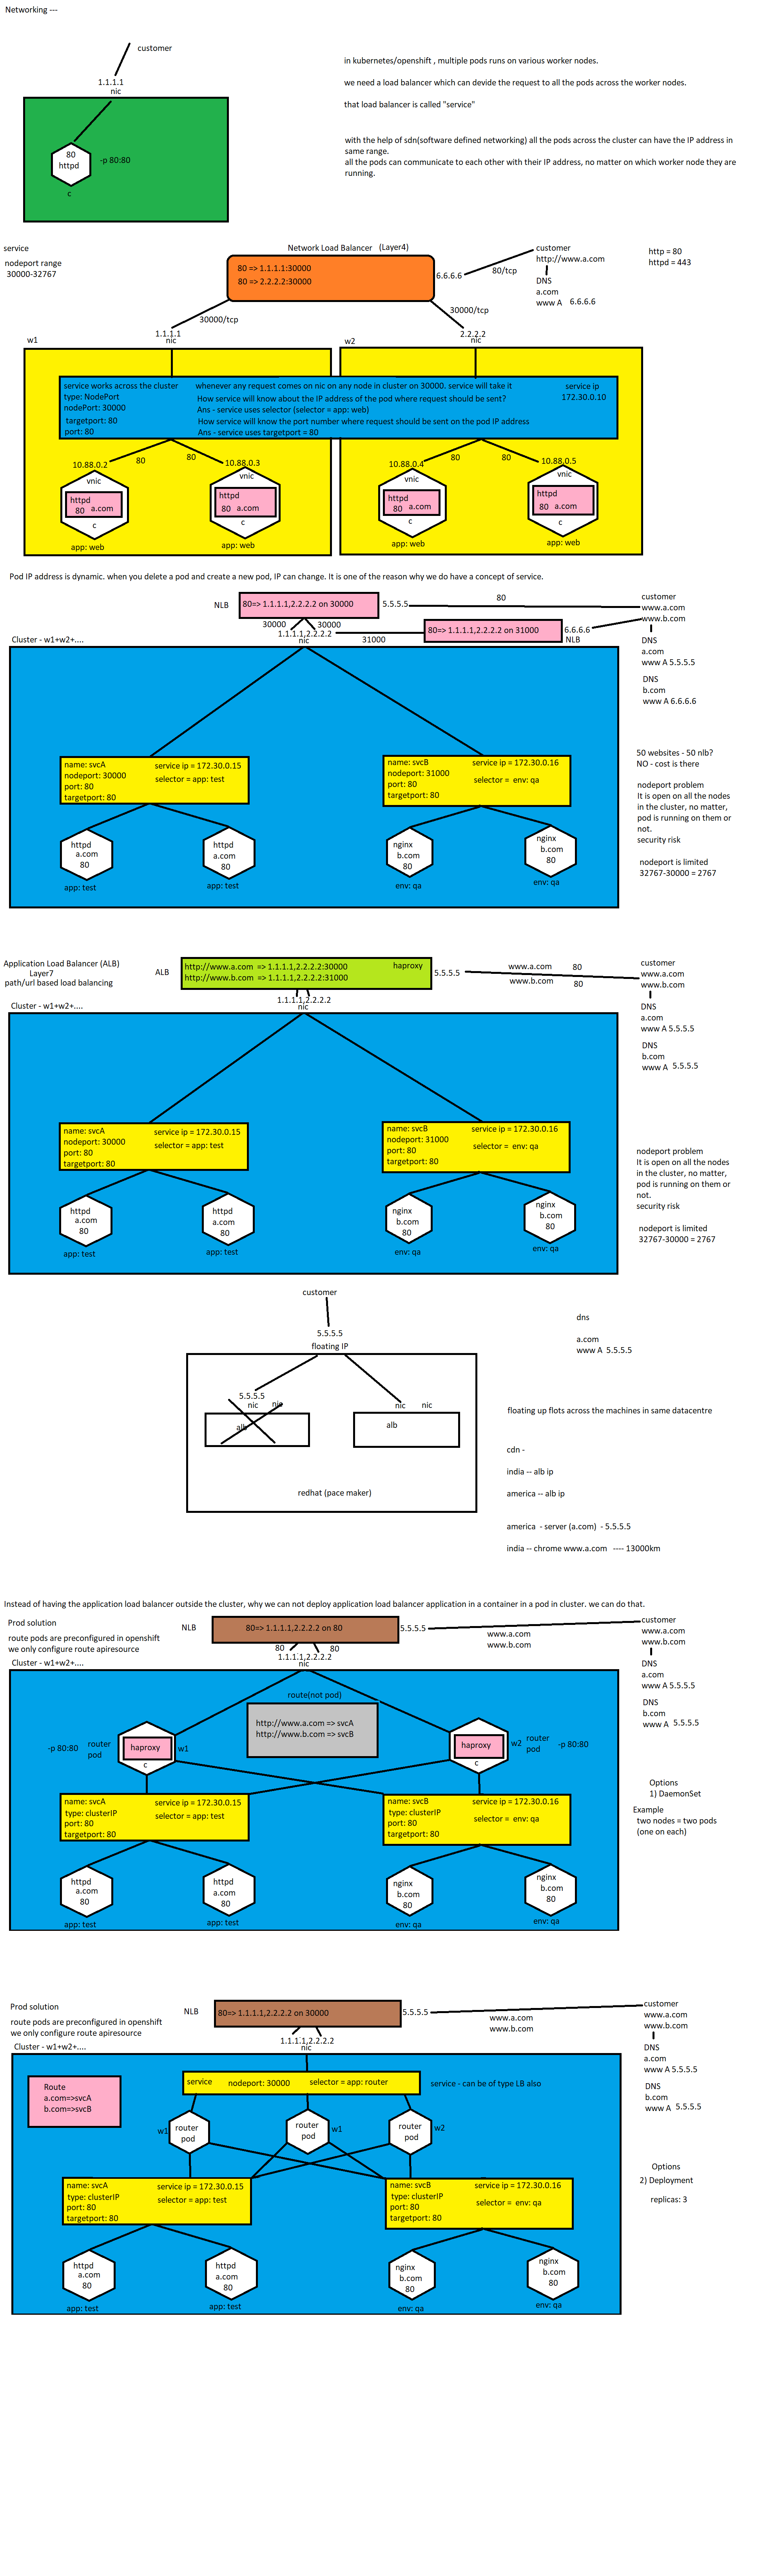 Networking ---
customer
1.1.1.1
nic
80
httpd
-p 80:80
c
in kubernetes/openshift , multiple pods runs on various worker nodes.
we need a load balancer which can devide the request to all the pods across the worker nodes.
that load balancer is called "service"
with the help of sdn(software defined networking) all the pods across the cluster can have the IP address in
same range.
all the pods can communicate to each other with their IP address, no matter on which worker node they are
running.
service
nodeport range
30000-32767
Network Load Balancer (Layer4)
80 => 1.1.1.1:30000
80 => 2.2.2.2:30000
6.6.6.6
80/tcp
customer
http://www.a.com
DNS
a.com
www A 6.6.6.6
http = 80
httpd = 443
30000/tcp
30000/tcp
1.1.1.1
nic
2.2.2.2
nic
w1
w2
service works across the cluster
type: NodePort
nodePort: 30000
targetport: 80
port: 80
whenever any request comes on nic on any node in cluster on 30000. service will take it
How service will know about the IP address of the pod where request should be sent?
Ans - service uses selector (selector = app: web)
How service will know the port number where request should be sent on the pod IP address
Ans - service uses targetport = 80
service ip
172.30.0.10
10.88.0.2
80
80
10.88.0.3
10.88.0.4
80
80
10.88.0.5
vnic
httpd
80 a.com
c
app: web
vnic
httpd
80 a.com
c
app: web
vnic
httpd
80 a.com
c
app: web
vnic
httpd
80 a.com
c
app: web
Pod IP address is dynamic. when you delete a pod and create a new pod, IP can change. It is one of the reason why we do have a concept of service.
NLB
80=> 1.1.1.1,2.2.2.2 on 30000
5.5.5.5
80
customer
www.a.com
www.b.com
30000
30000
1.1.1.1,2.2.2.2
nic
31000
80=> 1.1.1.1,2.2.2.2 on 31000
6.6.6.6
NLB
DNS
a.com
www A 5.5.5.5
DNS
b.com
www A 6.6.6.6
Cluster - w1+w2+....
name: svcA
nodeport: 30000
port: 80
targetport: 80
service ip = 172.30.0.15
selector = app: test
name: svcB
nodeport: 31000
port: 80
targetport: 80
service ip = 172.30.0.16
selector = env: qa
httpd
a.com
80
app: test
httpd
a.com
80
app: test
nginx
b.com
80
env: qa
nginx
b.com
80
env: qa
50 websites - 50 nlb?
NO - cost is there
nodeport problem
It is open on all the nodes
in the cluster, no matter,
pod is running on them or
not.
security risk
nodeport is limited
32767-30000 = 2767
Application Load Balancer (ALB)
Layer7
path/url based load balancing
ALB
http://www.a.com => 1.1.1.1,2.2.2.2:30000
http://www.b.com => 1.1.1.1,2.2.2.2:31000
haproxy
5.5.5.5
www.a.com 80
www.b.com 80
customer
www.a.com
www.b.com
DNS
a.com
www A 5.5.5.5
DNS
b.com
www A 5.5.5.5
1.1.1.1,2.2.2.2
nic
Cluster - w1+w2+....
name: svcA
nodeport: 30000
port: 80
targetport: 80
service ip = 172.30.0.15
selector = app: test
name: svcB
nodeport: 31000
port: 80
targetport: 80
service ip = 172.30.0.16
selector = env: qa
httpd
a.com
80
app: test
httpd
a.com
80
app: test
nginx
b.com
80
env: qa
nginx
b.com
80
env: qa
nodeport problem
It is open on all the nodes
in the cluster, no matter,
pod is running on them or
not.
security risk
nodeport is limited
32767-30000 = 2767
customer
5.5.5.5
floating IP
5.5.5.5
nic
nic
alb
nic
nic
alb
redhat (pace maker)
dns
a.com
www A 5.5.5.5
floating up flots across the machines in same datacentre
cdn -
india -- alb ip
america -- alb ip
america - server (a.com) - 5.5.5.5
india -- chrome www.a.com ---- 13000km
Instead of having the application load balancer outside the cluster, why we can not deploy application load balancer application in a container in a pod in cluster. we can do that.
Prod solution
route pods are preconfigured in openshift
we only configure route apiresource
NLB
80=> 1.1.1.1,2.2.2.2 on 80
5.5.5.5
www.a.com
www.b.com
customer
www.a.com
www.b.com
DNS
a.com
www A 5.5.5.5
DNS
b.com
www A 5.5.5.5
80
80
1.1.1.1,2.2.2.2
nic
Cluster - w1+w2+....
route(not pod)
http://www.a.com => svcA
http://www.b.com => svcB
-p 80:80
router
pod
haproxy
c
w1
haproxy
c
w2
router
pod
-p 80:80
name: svcA
type: clusterIP
port: 80
targetport: 80
service ip = 172.30.0.15
selector = app: test
name: svcB
type: clusterIP
port: 80
targetport: 80
service ip = 172.30.0.16
selector = env: qa
httpd
a.com
80
app: test
httpd
a.com
80
app: test
nginx
b.com
80
env: qa
nginx
b.com
80
env: qa
Options
1) DaemonSet
Example
two nodes = two pods
(one on each)
Prod solution
route pods are preconfigured in openshift
we only configure route apiresource
NLB
80=> 1.1.1.1,2.2.2.2 on 30000
5.5.5.5
www.a.com
www.b.com
customer
www.a.com
www.b.com
DNS
a.com
www A 5.5.5.5
DNS
b.com
www A 5.5.5.5
1.1.1.1,2.2.2.2
nic
Cluster - w1+w2+....
Route
a.com=>svcA
b.com=>svcB
service
nodeport: 30000
selector = app: router
service - can be of type LB also
w1
router
pod
router
pod
w1
router
pod
w2
name: svcA
type: clusterIP
port: 80
targetport: 80
service ip = 172.30.0.15
selector = app: test
name: svcB
type: clusterIP
port: 80
targetport: 80
service ip = 172.30.0.16
selector = env: qa
httpd
a.com
80
app: test
httpd
a.com
80
app: test
nginx
b.com
80
env: qa
nginx
b.com
80
env: qa
Options
2) Deployment
replicas: 3